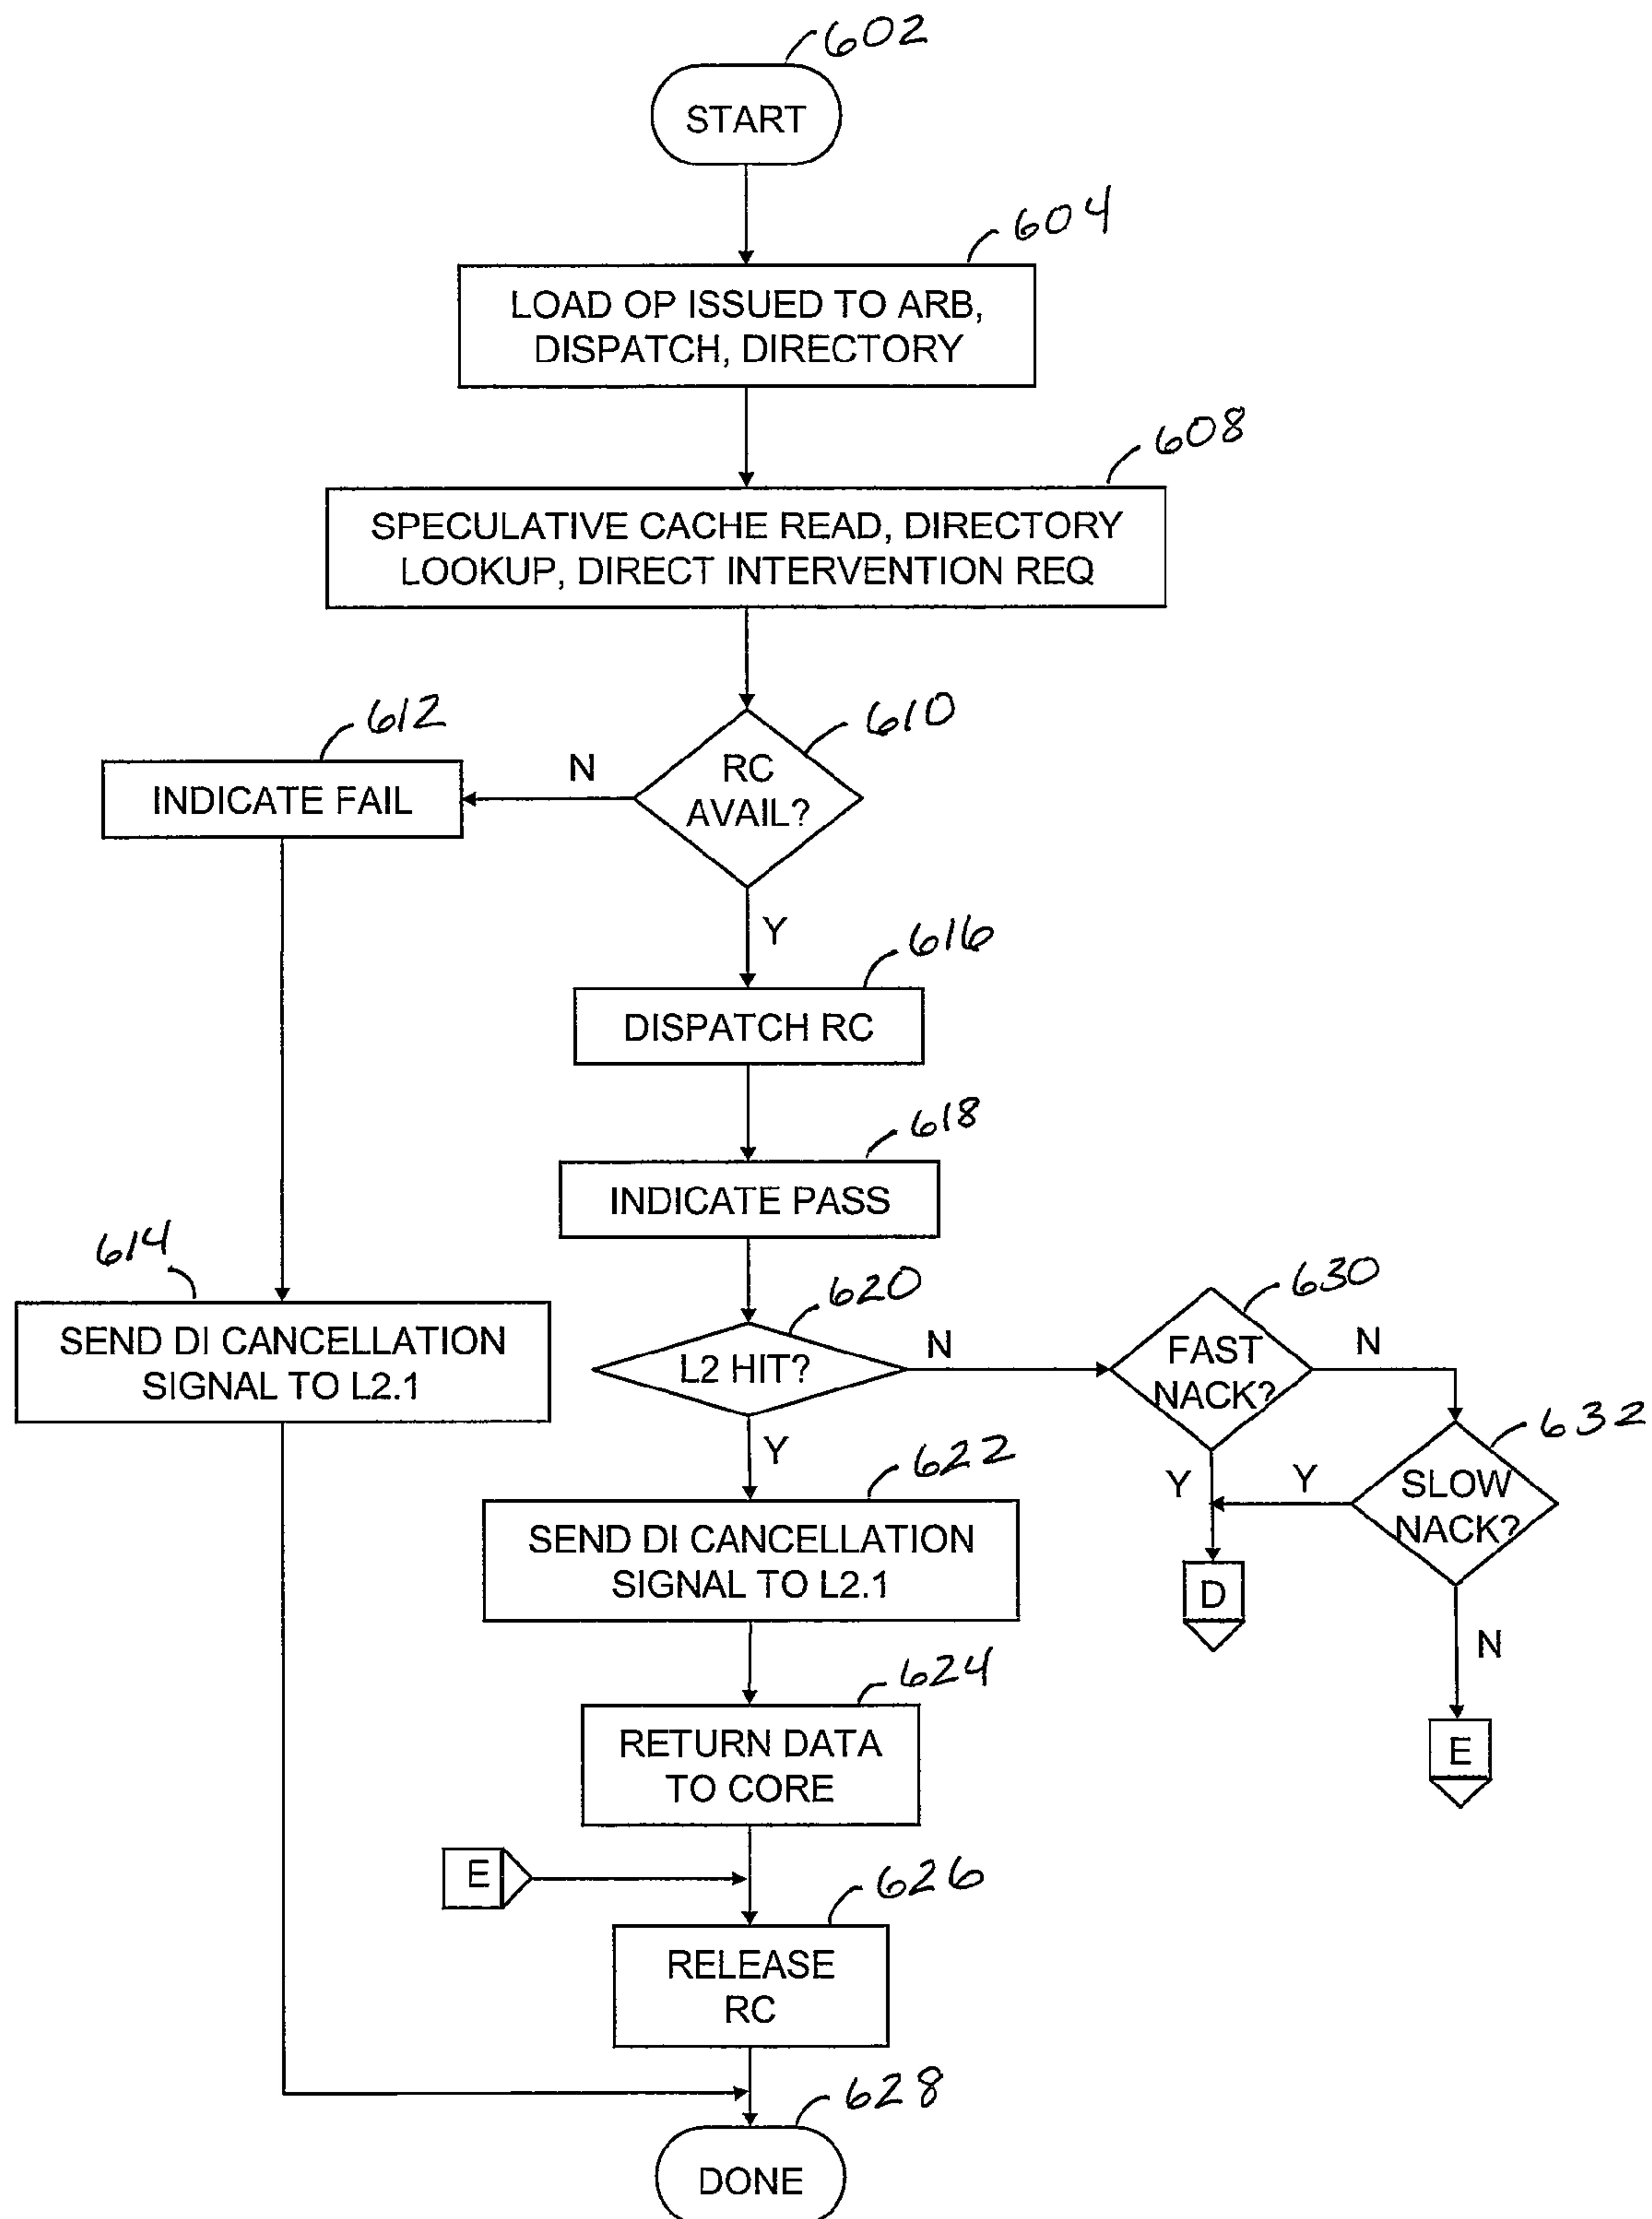 602
START
604
LOAD OP ISSUED TO ARB,
DISPATCH, DIRECTORY
608
SPECULATIVE CACHE READ, DIRECTORY
LOOKUP, DIRECT INTERVENTION REQ
610
RC
AVAIL?
N
612
INDICATE FAIL
Y
616
DISPATCH RC
618
INDICATE PASS
614
SEND DI CANCELLATION
SIGNAL TO L2.1
620
L2 HIT?
N
630
FAST
NACK?
N
632
SLOW
NACK?
Y
Y
D
N
E
Y
622
SEND DI CANCELLATION
SIGNAL TO L2.1
624
RETURN DATA
TO CORE
E
626
RELEASE
RC
628
DONE